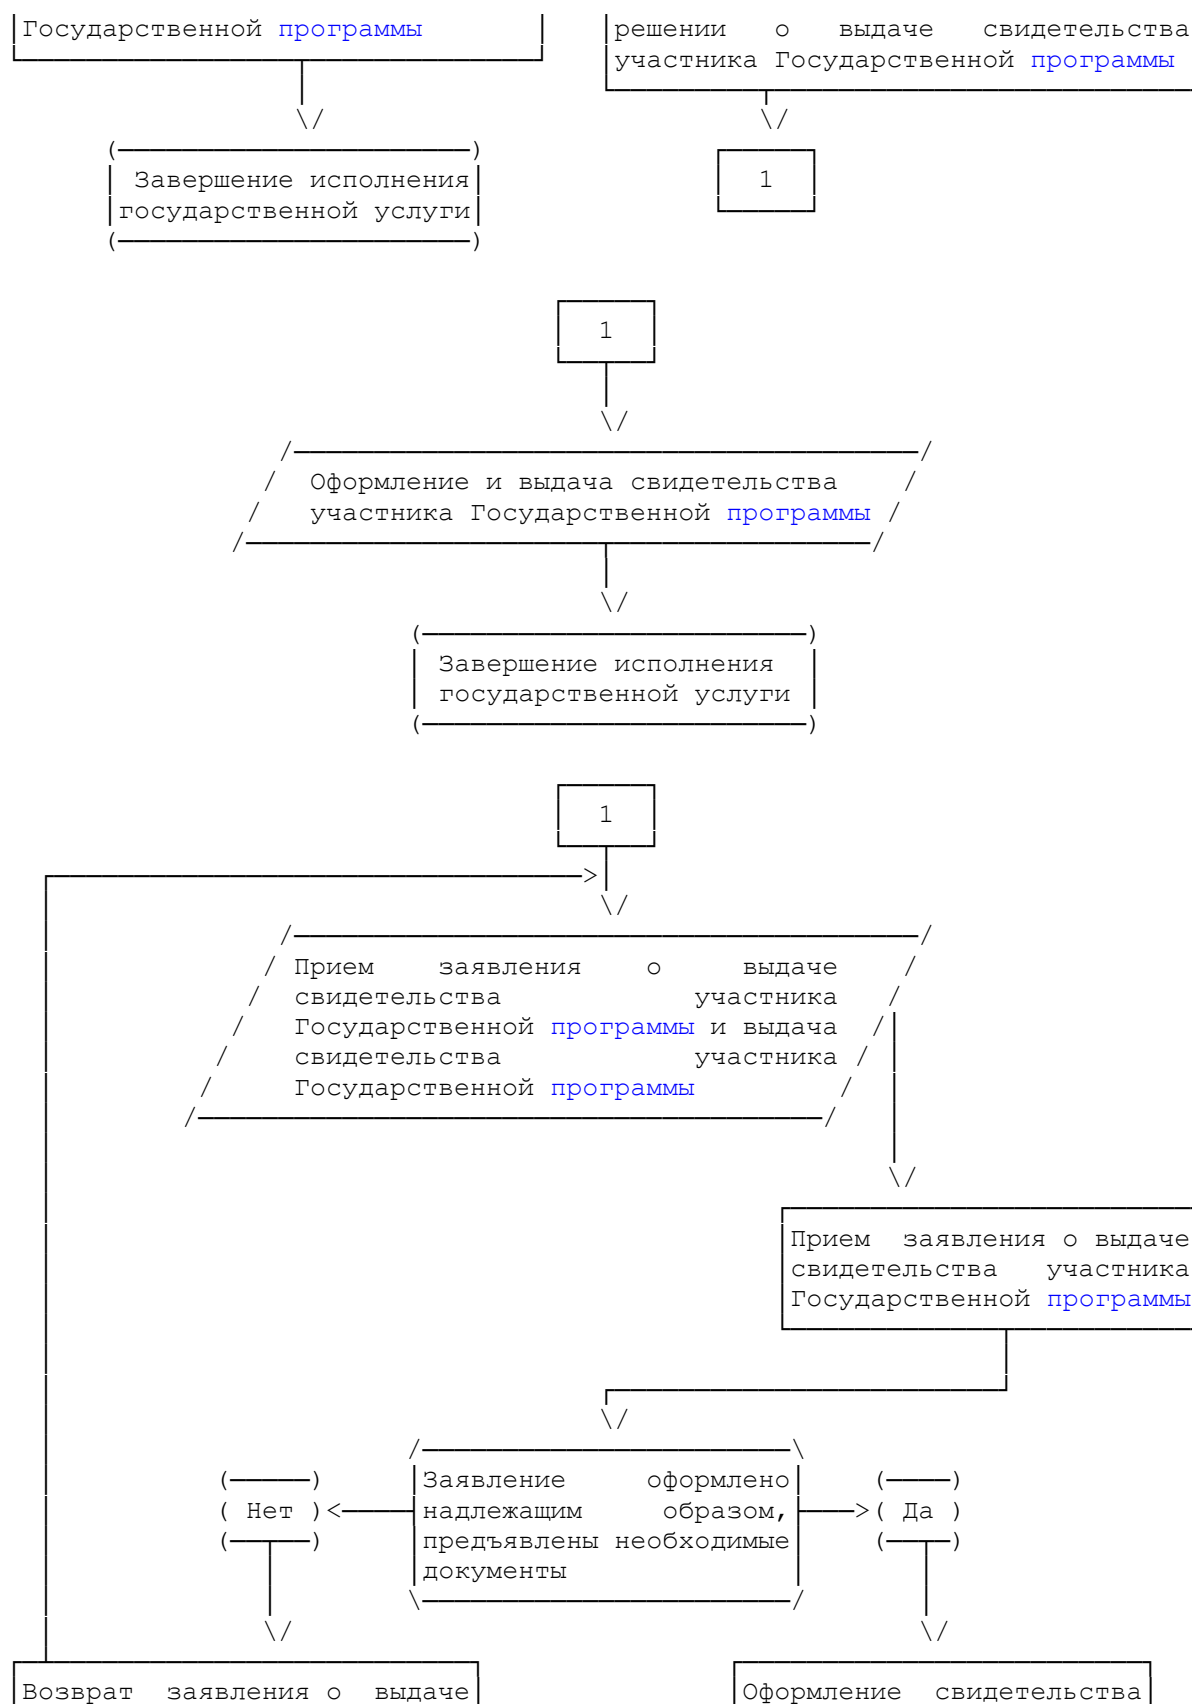 Государственной программы
решении о выдаче свидетельства
участника Государственной программы
Завершение исполнения
государственной услуги
1
1
Оформление и выдача свидетельства
участника Государственной программы
Завершение исполнения
государственной услуги
1
Прием заявления о выдаче
свидетельства участника
Государственной программы и выдача
свидетельства участника
Государственной программы
Прием заявления о выдаче
свидетельства участника
Государственной программы
Заявление оформлено
надлежащим образом,
предъявлены необходимые
документы
Нет
Да
Возврат заявления о выдаче
Оформление свидетельства